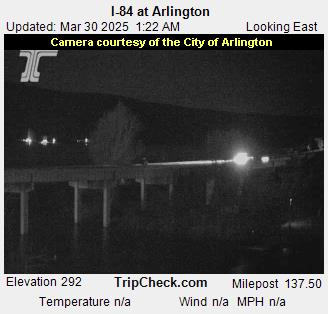 I-84 at Arlington
Updated: Mar 30 2025 1:22 AM Looking East
Camera courtesy of the City of Arlington
Elevation 292 TripCheck.com Milepost 137.50
Temperature n/a Wind n/a MPH n/a